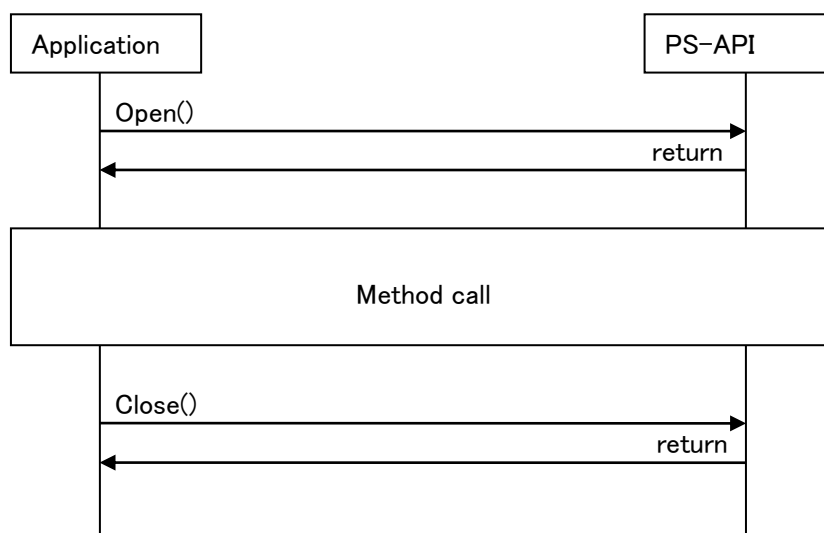 Application
PS-API
Open()
return
Method call
Close()
return